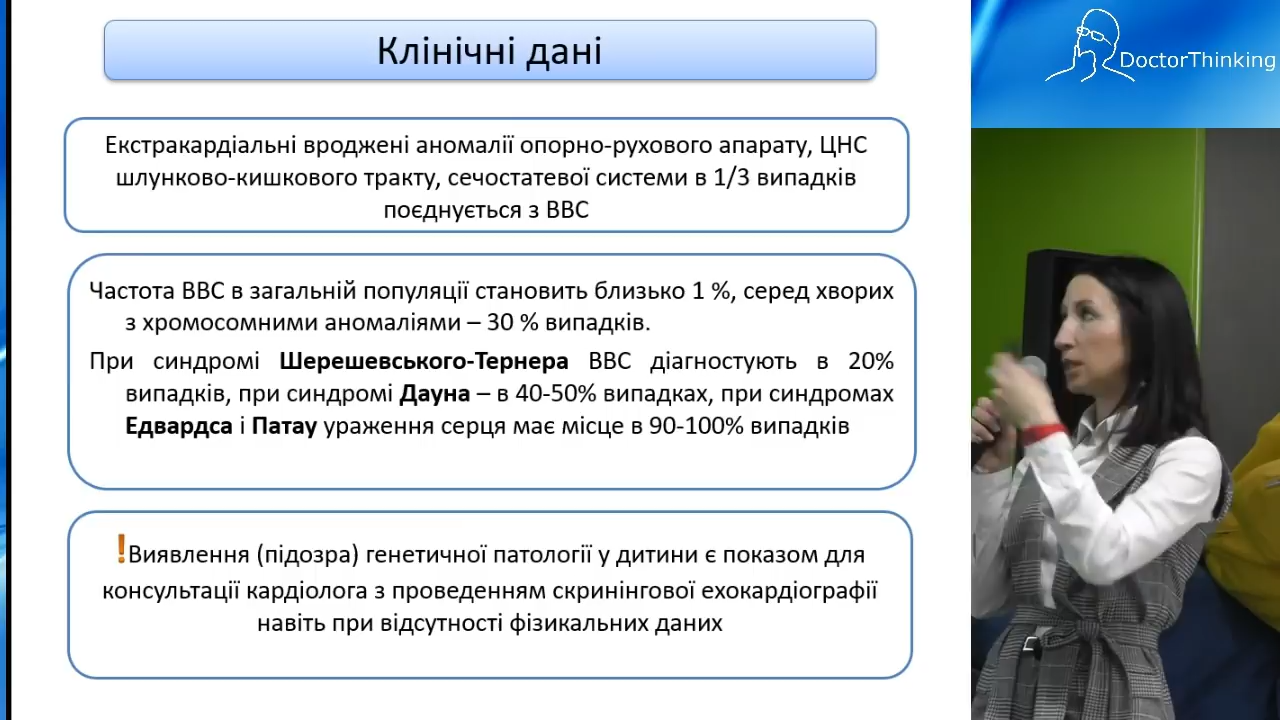 Клінічні дані
DoctorThinking
Екстракардіальні вроджені аномалії опорно-рухового апарату, ЦНС
шлунково-кишкового тракту, сечостатевої системи в 1/3 випадків
поєднується з ВВС
Частота ВВС в загальній популяції становить близько 1 %, серед хворих
з хромосомними аномаліями – 30 % випадків.
При синдромі Шерешевського-Тернера ВВС діагностують в 20%
випадків, при синдромі Дауна – в 40-50% випадках, при синдромах
Едвардса і Патау ураження серця має місце в 90-100% випадків
!Виявлення (підозра) генетичної патології у дитини є показом для
консультації кардіолога з проведенням скринінгової ехокардіографії
навіть при відсутності фізикальних даних